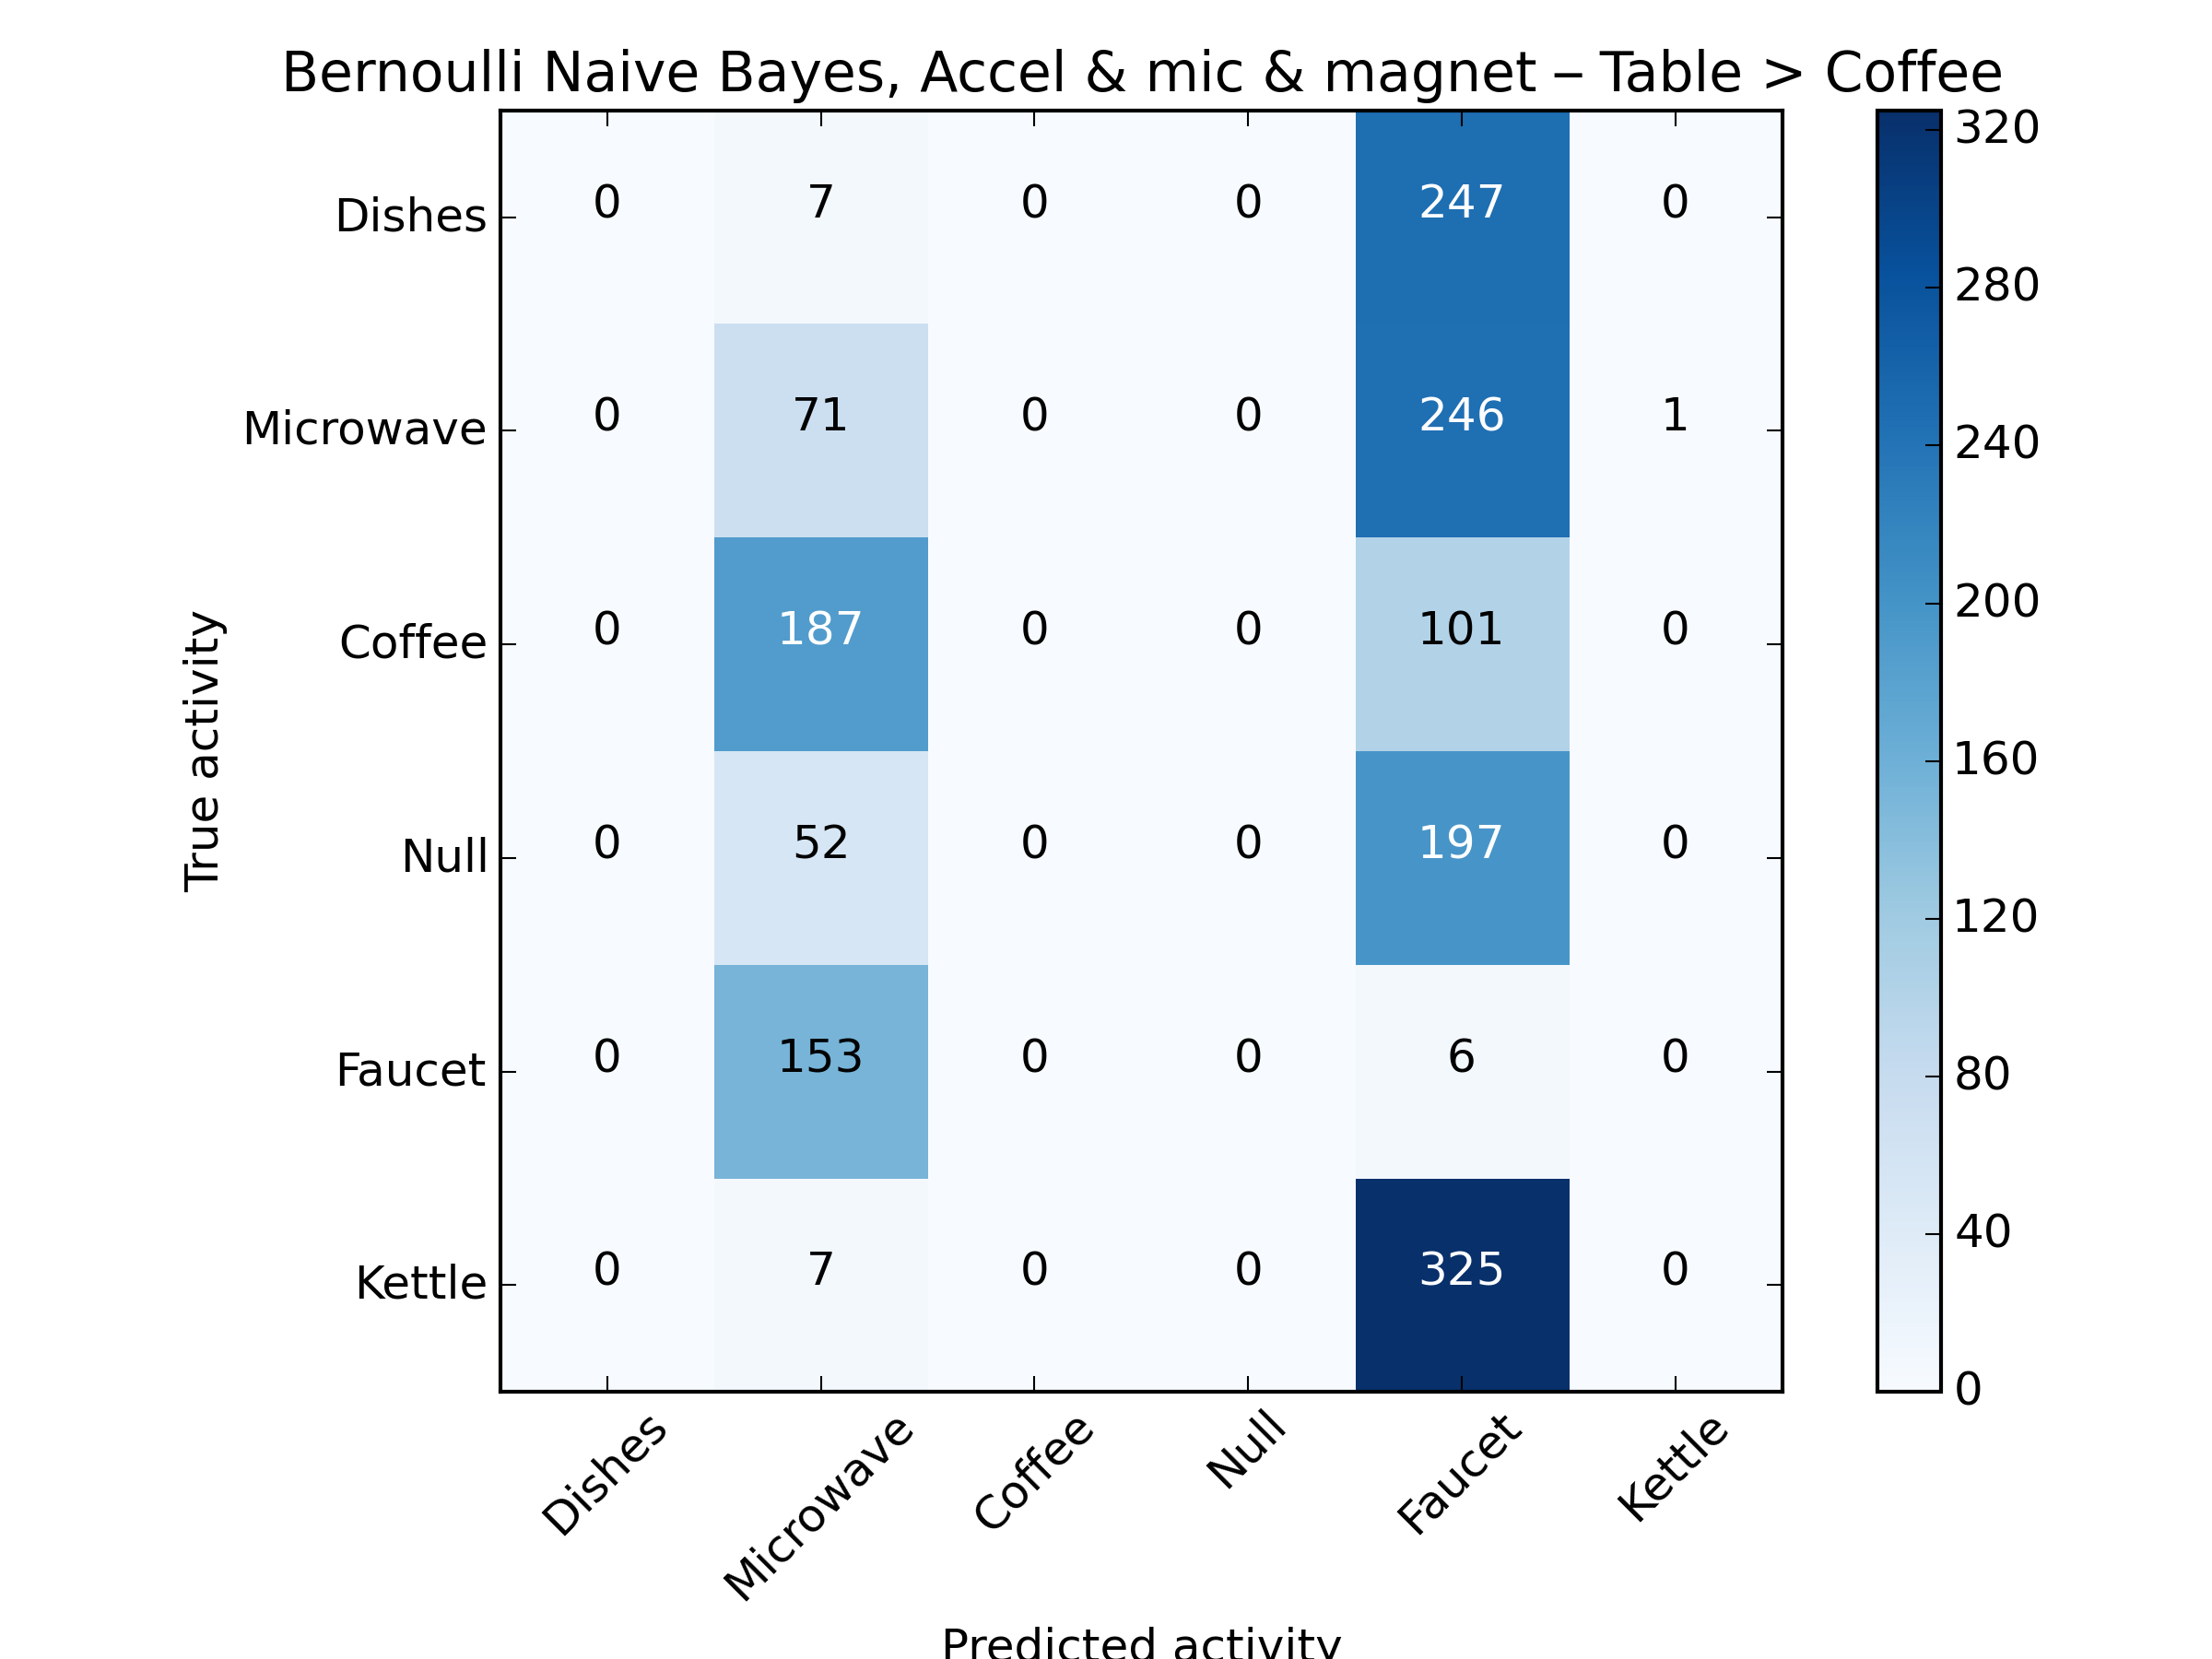 Bernoulli Naive Bayes, Accel & mic & magnet – Table > Coffee
320
Dishes 0 7 0 0 247 0
280
Microwave 0 71 0 0 246 1
240
200
Coffee 0 187 0 0 101 0
160
True activity
Null 0 52 0 0 197 0
120
Faucet 0 153 0 0 6 0
80
40
Kettle 0 7 0 0 325 0
0
Dishes Microwave Coffee Null Faucet Kettle
Predicted activity